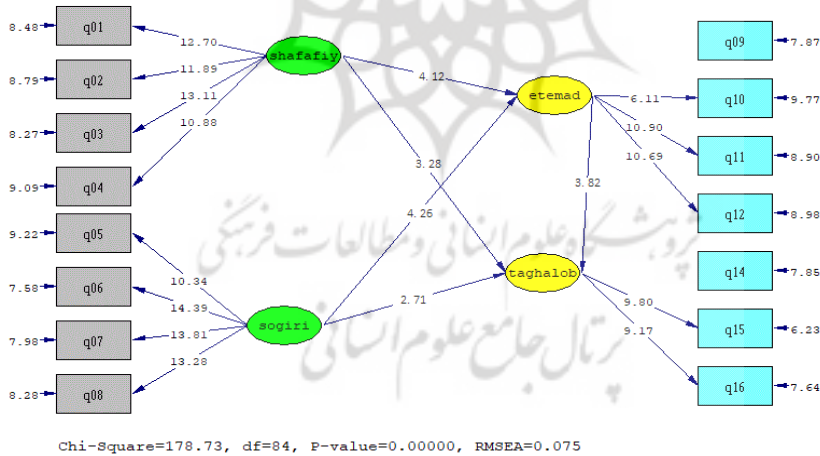 8.48 q01
8.79 q02
8.27 q03
9.09 q04
9.22 q05
7.58 q06
7.98 q07
8.28 q08
shafafiy
sogiri
12.70
11.89
13.11
10.88
10.34
14.39
13.81
13.28
4.12
3.28
4.26
2.71
3.82
etemad
taghalob
6.11
10.90
10.69
9.80
9.17
q09 7.87
q10 9.77
q11 8.90
q12 8.98
q14 7.85
q15 6.23
q16 7.64
پژوهشگاه علوم انسانی و مطالعات فرهنگی
پرتال جامع علوم انسانی
Chi-Square=178.73, df=84, P-value=0.00000, RMSEA=0.075